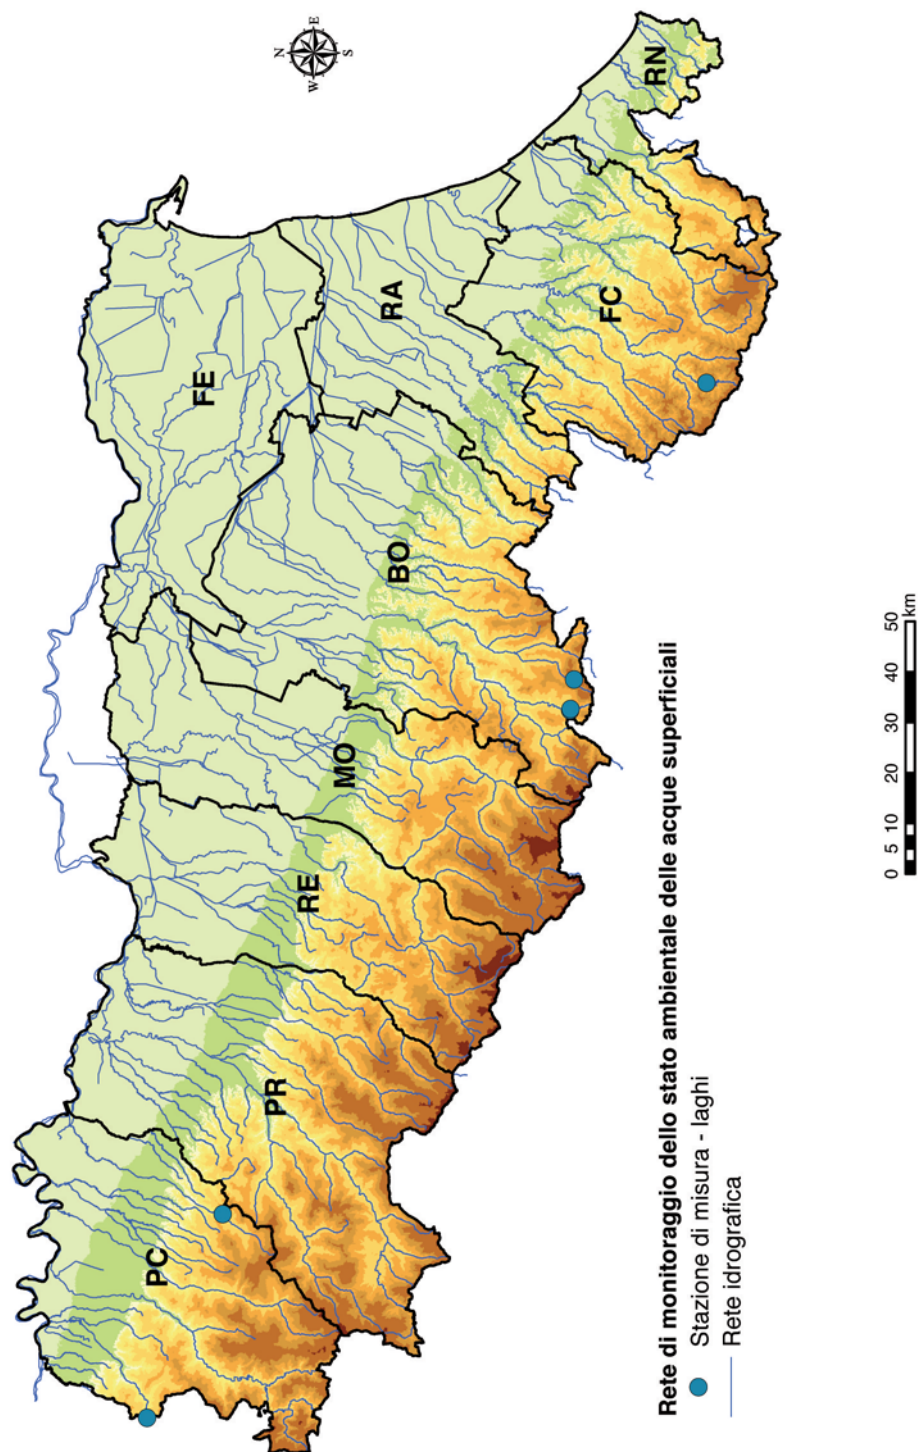 N
E
S
W
PC
PR
RE
MO
BO
FE
RA
FC
RN
Rete di monitoraggio dello stato ambientale delle acque superficiali
Stazione di misura - laghi
Rete idrografica
0 5 10 20 30 40 50
km